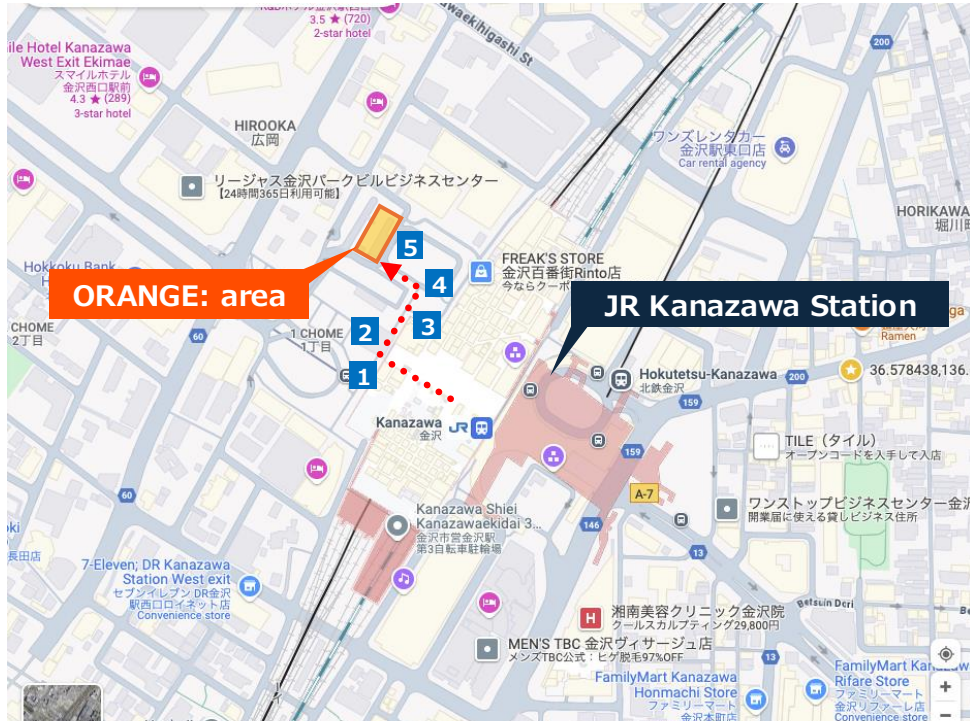 3.5 ★ (720)
2-star hotel
waekihigashi St
200
ile Hotel Kanazawa
West Exit Ekimae
スマイルホテル
金沢西口駅前
4.3 ★ (289)
3-star hotel
HIROOKA
広岡
ワンズレンタカー
金沢駅東口店
Car rental agency
リージャス金沢パークビルビジネスセンター
【24時間365日利用可能】
HORIKAWA
堀川町
5
FREAK'S STORE
金沢百番街Rinto店
今ならクーポ
Hokkoku Bank
ORANGE: area
4
JR Kanazawa Station
3
2
1 CHOME
1丁目
CHOME
2丁目
60
1
Ramen
Hokutetsu-Kanazawa
北鉄金沢
200
36.578438,136.
159
Kanazawa
金沢
JR
TILE（タイル）
オープンコードを入手して入店
159
A-7
60
Kanazawa Shiei
Kanazawaekidai 3...
金沢市営金沢駅
第3自転車駐輪場
146
ワンストップビジネスセンター金沢
開業届に使える貸しビジネス住所
oki
長田店
13
7-Eleven; DR Kanazawa
Station West exit
セブンイレブン DR金沢
駅西口ロイネット店
Convenience store
Betsuin Dori
H
湘南美容クリニック金沢院
クールスカルプティング29,800円
MEN'S TBC 金沢ヴィサージュ店
メンズTBC公式：ヒゲ脱毛97%OFF
13
FamilyMart Kanazawa
Rifare Store
ファミリーマート
金沢リファーレ店
Convenience store
FamilyMart Kanazawa
Honmachi Store
ファミリーマート
金沢本町店
+
−